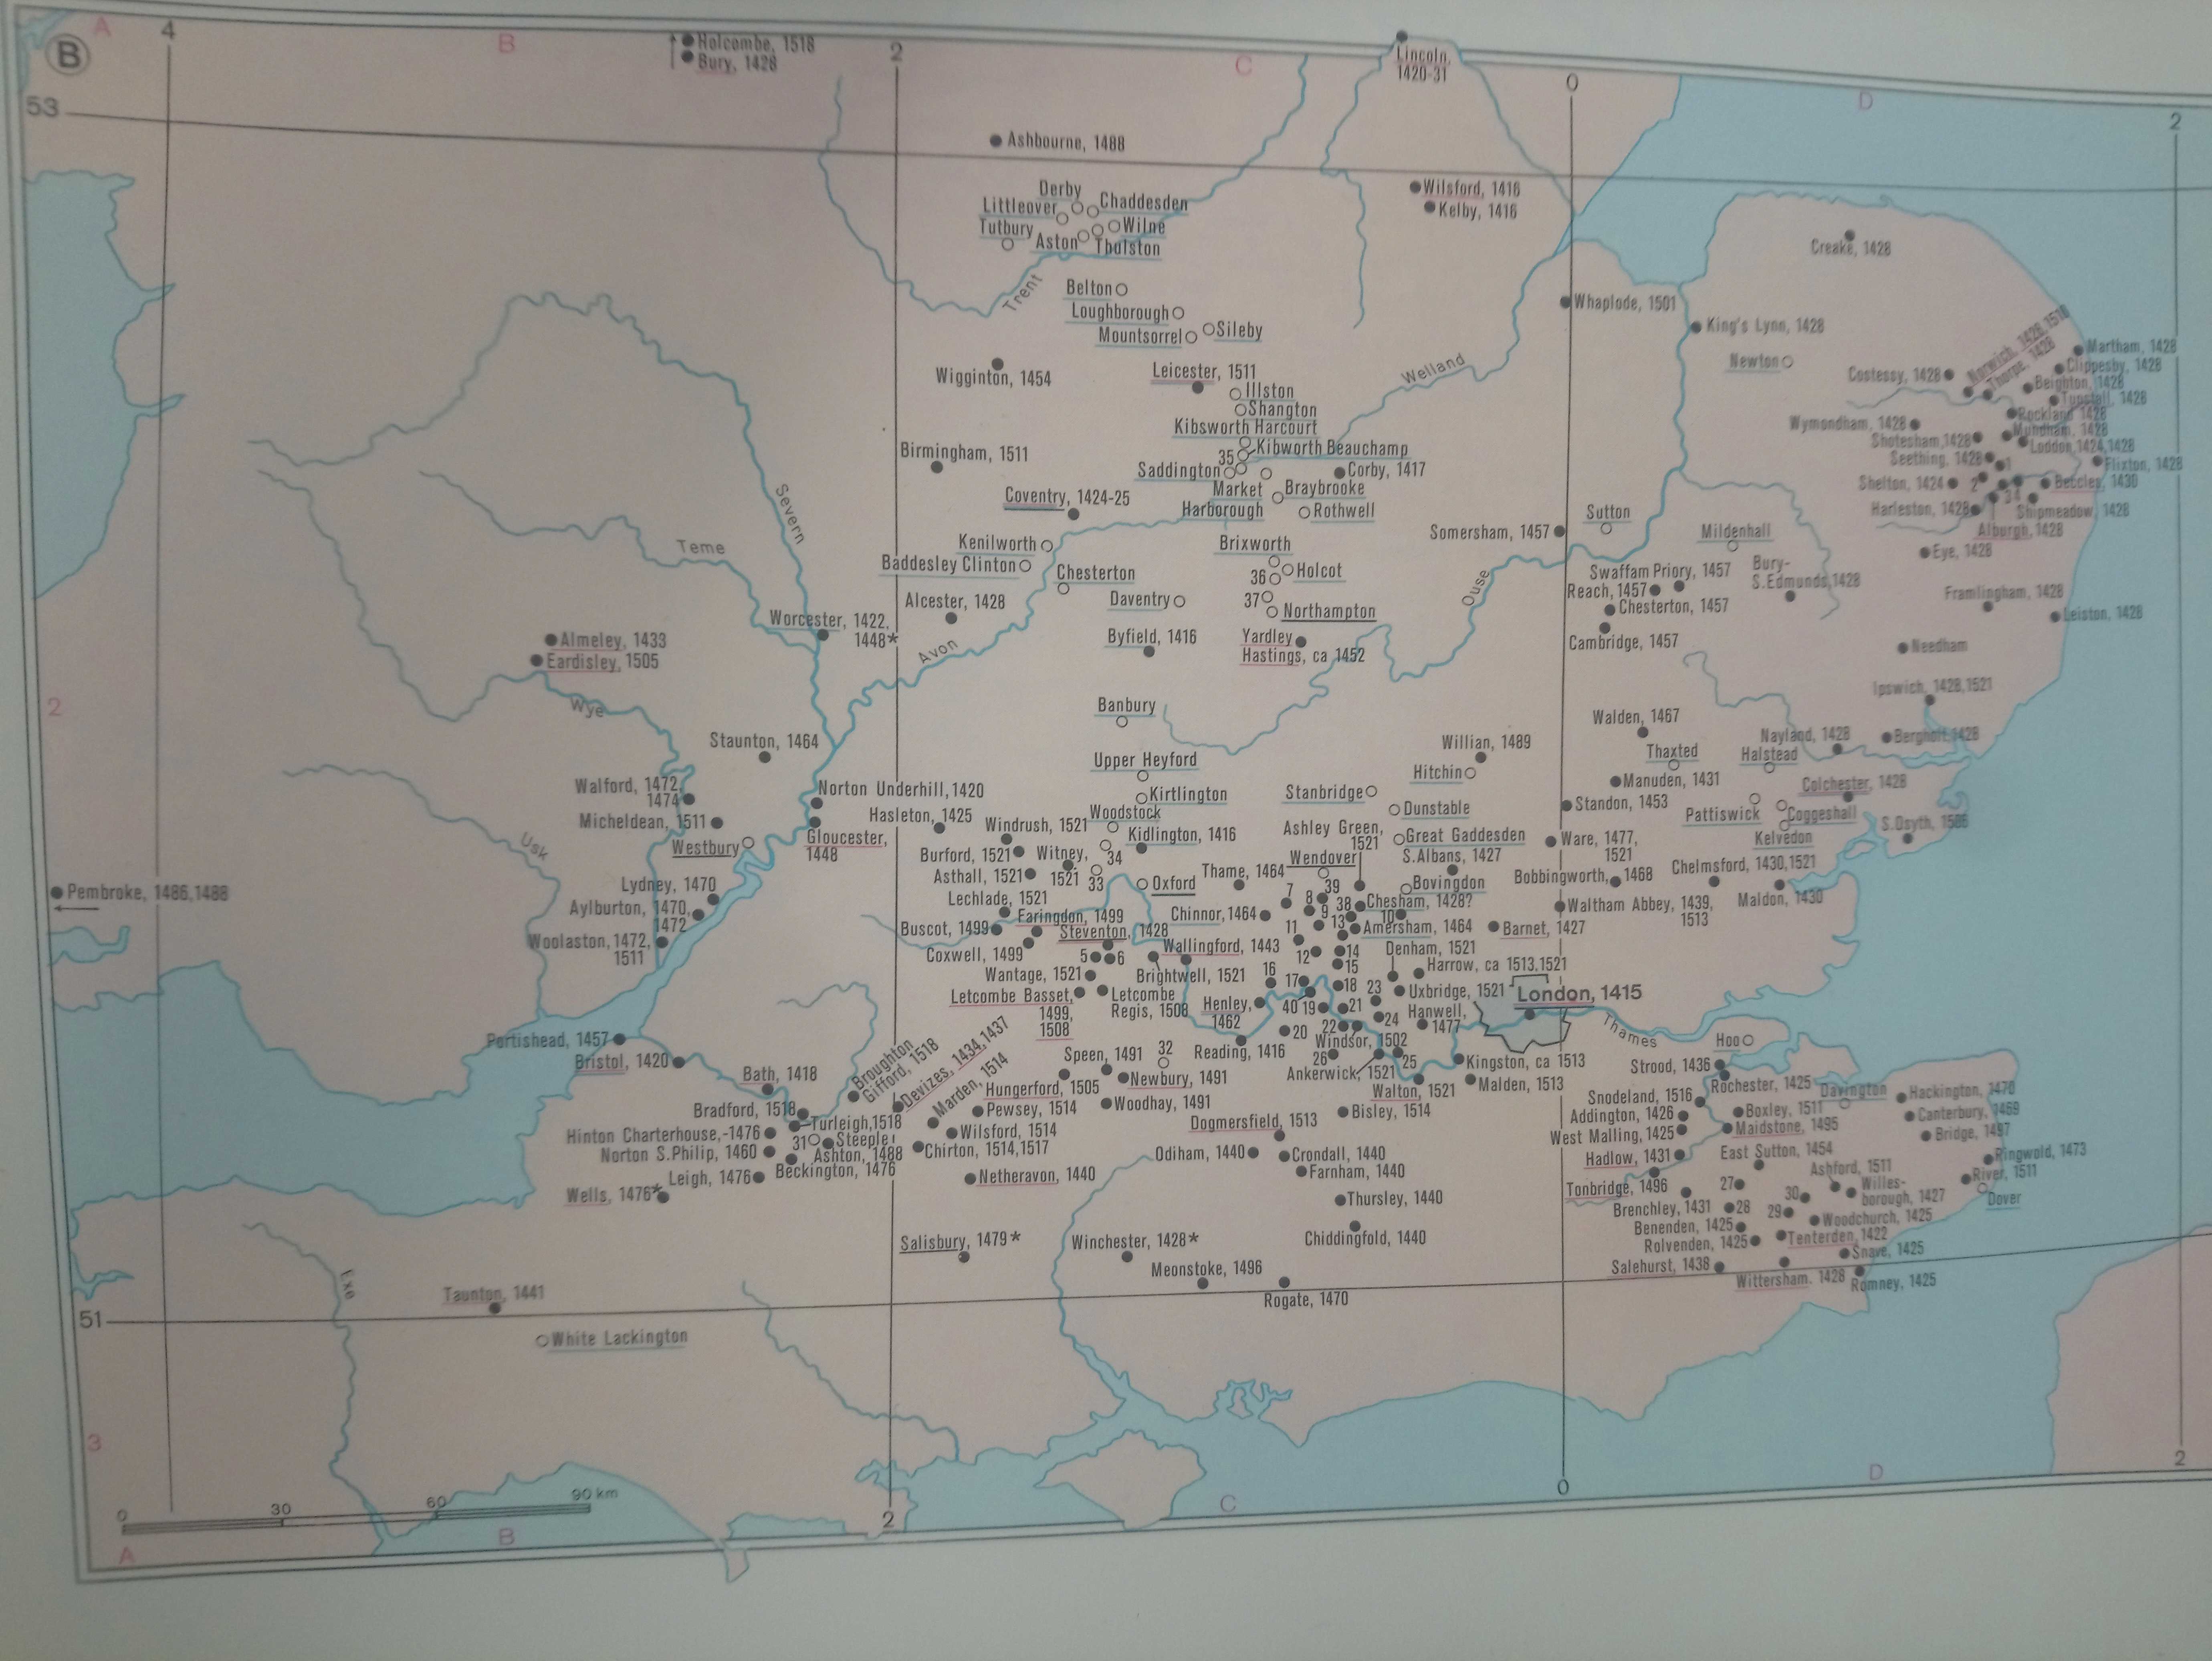 B
A
4
B
Holcombe, 1518
Bury, 1428
2
C
Lincoln,
1420-31
0
D
2
53
Ashbourne, 1488
Wilsford, 1416
Kelby, 1416
Derby
Chaddesden
Littleover
Tutbury
Wilne
Aston
Thulston
Trent
Creake, 1428
Belton
Loughborough
Mountsorrel
Sileby
Whaplode, 1501
King's Lynn, 1428
Newton
Wigginton, 1454
Leicester, 1511
Illston
Shangton
Welland
Costessy, 1428
Norwich, 1428, 1510
Thorpe, 1428
Martham, 1428
Clippesby, 1428
Beighton, 1428
Tunstall, 1428
Rockland 1428
Mundham, 1428
Loddon, 1424, 1428
Wymondham, 1428
Shotesham, 1428
Seething, 1428
1
Flixton, 1428
Shelton, 1424
2
Beccles, 1430
34
Harleston, 1428
Shipmeadow, 1428
Alburgh, 1428
Eye, 1428
Kibsworth Harcourt
Kibworth Beauchamp
35
Saddington
Corby, 1417
Market
Harborough
Braybrooke
Rothwell
Birmingham, 1511
Coventry, 1424-25
Severn
Teme
Kenilworth
Baddesley Clinton
Chesterton
Brixworth
36
Holcot
Daventry
37
Northampton
Somersham, 1457
Sutton
Mildenhall
Ouse
Swaffam Priory, 1457
Reach, 1457
Chesterton, 1457
Cambridge, 1457
Bury-
S.Edmunds, 1428
Framlingham, 1428
Leiston, 1428
Needham
Ipswich, 1428, 1521
Alcester, 1428
Worcester, 1422,
1448*
Avon
Byfield, 1416
Yardley
Hastings, ca 1452
Almeley, 1433
Eardisley, 1505
2
Wye
Banbury
Staunton, 1464
Upper Heyford
Kirtlington
Willian, 1489
Hitchin
Walden, 1467
Thaxted
Nayland, 1428
Halstead
Bergholt, 1428
Walford, 1472,
1474
Micheldean, 1511
Westbury
Norton Underhill, 1420
Gloucester,
1448
Hasleton, 1425
Woodstock
Windrush, 1521
Kidlington, 1416
Stanbridge
Dunstable
Ashley Green,
1521
Great Gaddesden
Manuden, 1431
Standon, 1453
Pattiswick
Colchester, 1428
Coggeshall
Kelvedon
S.Osyth, 1506
Usk
Burford, 1521
Witney,
1521
34
33
Asthall, 1521
Oxford
Thame, 1464
Wendover
S.Albans, 1427
Ware, 1477,
1521
Bobbingworth, 1468
Chelmsford, 1430, 1521
Maldon, 1430
Pembroke, 1486, 1488
Lydney, 1470
Aylburton, 1470,
1472
Woolaston, 1472,
1511
Lechlade, 1521
Buscot, 1499
Faringdon, 1499
Coxwell, 1499
Steventon, 1428
Chinnor, 1464
7
8
39
9
38
Bovingdon
Chesham, 1428?
10
Amersham, 1464
11
13
Barnet, 1427
Waltham Abbey, 1439,
1513
5
6
Wallingford, 1443
Brightwell, 1521
12
14
15
Denham, 1521
Harrow, ca 1513, 1521
Wantage, 1521
Letcombe Basset,
1499,
1508
Letcombe
Regis, 1508
16
17
18
23
Uxbridge, 1521
London, 1415
Henley,
1462
40
19
21
24
Hanwell,
1477
Thames
Reading, 1416
20
22
Windsor, 1502
Hoo
Portishead, 1457
Bristol, 1420
Bath, 1418
Broughton
Gifford, 1518
Devizes, 1434, 1437
Marden, 1514
Speen, 1491
32
26
Ankerwick, 1521
25
Kingston, ca 1513
Walton, 1521
Malden, 1513
Hungerford, 1505
Newbury, 1491
Woodhay, 1491
Strood, 1436
Rochester, 1425
Snodeland, 1516
Davington
Hackington, 1478
Boxley, 1511
Canterbury, 1469
Addington, 1426
West Malling, 1425
Maidstone, 1495
Bridge, 1497
Bradford, 1518
Turleigh, 1518
Pewsey, 1514
Wilsford, 1514
Bisley, 1514
Dogmersfield, 1513
Hinton Charterhouse,-1476
31
Steeple
Ashton, 1488
Norton S.Philip, 1460
Chirton, 1514, 1517
Odiham, 1440
Crondall, 1440
Farnham, 1440
Hadlow, 1431
East Sutton, 1454
Ashford, 1511
Ringwold, 1473
River, 1511
Dover
Willes-
borough, 1427
Leigh, 1476
Beckington, 1476
Wells, 1476*
Netheravon, 1440
Thursley, 1440
Tonbridge, 1496
27
30
Brenchley, 1431
28
29
Woodchurch, 1425
Benenden, 1425
Tenterden, 1422
Rolvenden, 1425
Snave, 1425
Salehurst, 1438
Wittersham, 1428
Romney, 1425
Salisbury, 1479*
Winchester, 1428*
Chiddingfold, 1440
Meonstoke, 1496
Rogate, 1470
Exe
Taunton, 1441
51
White Lackington
3
0
30
60
90 km
A
B
2
C
0
D
2